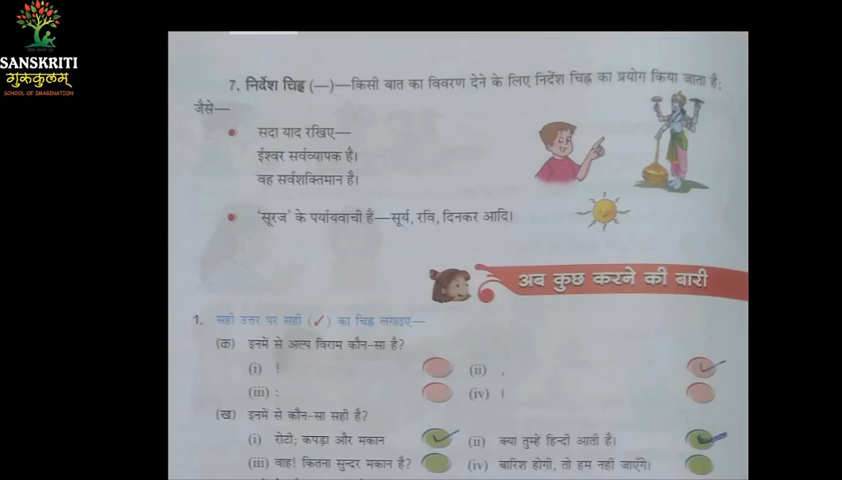 SANSKRITI
गुरुकुलम्
SCHOOL OF IMAGINATION
7. निर्देश चिह्न (—)—किसी बात का विवरण देने के लिए निर्देश चिह्न का प्रयोग किया जाता है;
जैसे—
सदा याद रखिए—
ईश्वर सर्वव्यापक है।
वह सर्वशक्तिमान है।
'सूरज' के पर्यायवाची हैं—सूर्य, रवि, दिनकर आदि।
अब कुछ करने की बारी
1. सही उत्तर पर सही (✓) का चिह्न लगाइए—
(क) इनमें से अल्प विराम कौन-सा है?
(i) ! (ii) ,
(iii) : (iv) ।
(ख) इनमें से कौन-सा सही है?
(i) रोटी; कपड़ा और मकान (ii) क्या तुम्हें हिन्दी आती है।
(iii) वाह! कितना सुन्दर मकान है? (iv) बारिश होगी, तो हम नहीं जाएँगे।